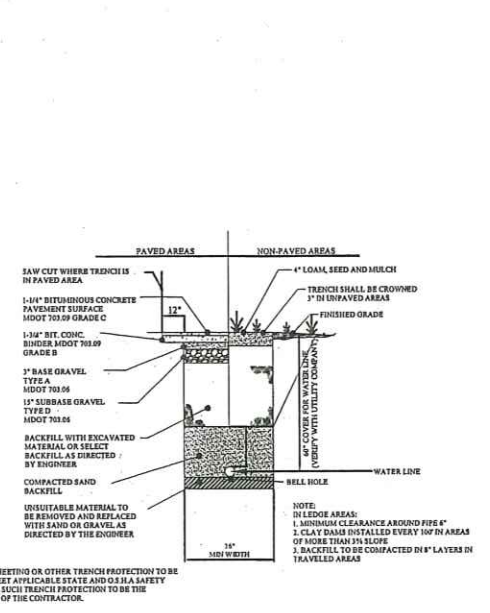 PAVED AREAS
NON-PAVED AREAS
SAW CUT WHERE TRENCH IS
IN PAVED AREA
1-1/4" BITUMINOUS CONCRETE
PAVEMENT SURFACE
MDOT 703.09 GRADE C
12"
1-3/4" BIT. CONC.
BINDER MDOT 703.09
GRADE B
3" BASE GRAVEL
TYPE A
MDOT 703.06
15" SUBBASE GRAVEL
TYPE D
MDOT 703.06
BACKFILL WITH EXCAVATED
MATERIAL OR SELECT
BACKFILL AS DIRECTED
BY ENGINEER
COMPACTED SAND
BACKFILL
UNSUITABLE MATERIAL TO
BE REMOVED AND REPLACED
WITH SAND OR GRAVEL AS
DIRECTED BY THE ENGINEER
4" LOAM, SEED AND MULCH
TRENCH SHALL BE CROWNED
3" IN UNPAVED AREAS
FINISHED GRADE
60" COVER FOR WATER LINE
(VERIFY WITH UTILITY COMPANY)
WATER LINE
BELL HOLE
36"
MIN WIDTH
NOTE:
IN LEDGE AREAS:
1. MINIMUM CLEARANCE AROUND PIPE 6"
2. CLAY DAMS INSTALLED EVERY 100' IN AREAS
OF MORE THAN 3% SLOPE
3. BACKFILL TO BE COMPACTED IN 8" LAYERS IN
TRAVELED AREAS
HEETING OR OTHER TRENCH PROTECTION TO BE
EET APPLICABLE STATE AND O.S.H.A SAFETY
SUCH TRENCH PROTECTION TO BE THE
OF THE CONTRACTOR.